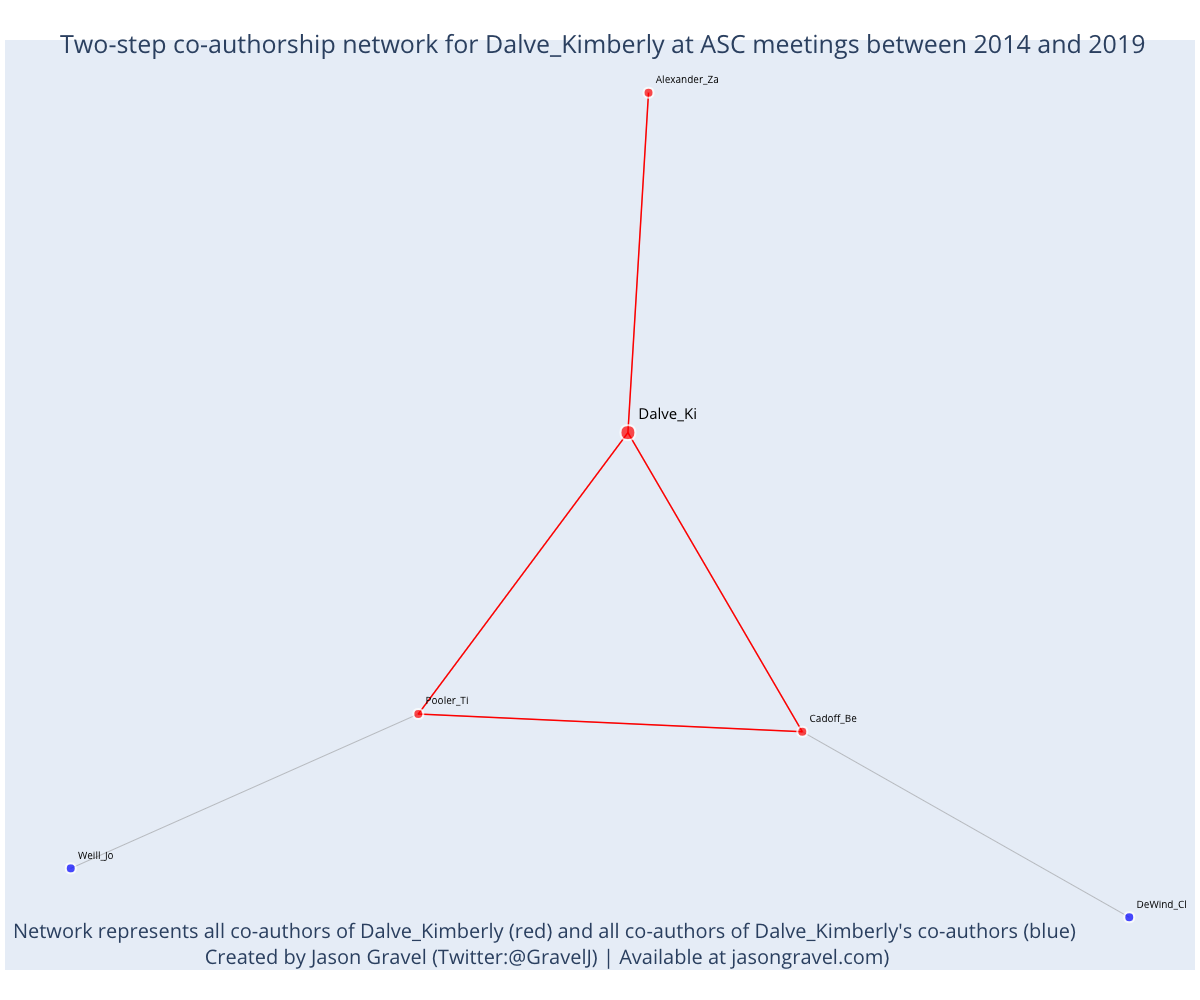 Two-step co-authorship network for Dalve_Kimberly at ASC meetings between 2014 and 2019
Alexander_Za
Dalve_Ki
Pooler_Ti
Cadoff_Be
Weill_Jo
DeWind_Cl
Network represents all co-authors of Dalve_Kimberly (red) and all co-authors of Dalve_Kimberly's co-authors (blue)
Created by Jason Gravel (Twitter:@GravelJ) | Available at jasongravel.com)